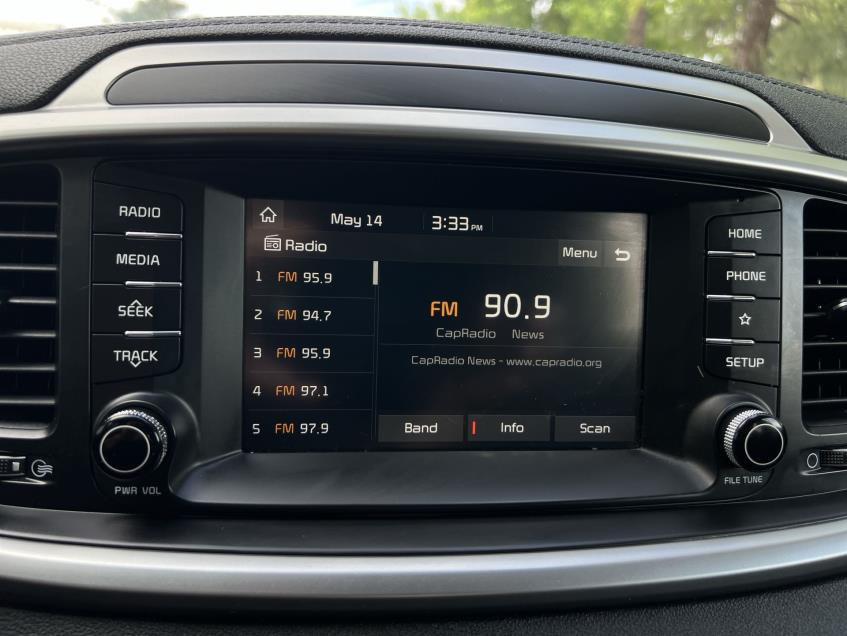 May 14 3:33 PM
Radio
Menu
1 FM 95.9
2 FM 94.7
3 FM 95.9
4 FM 97.1
5 FM 97.9
FM 90.9
CapRadio News
CapRadio News - www.capradio.org
Band Info Scan
RADIO
MEDIA
SEEK
TRACK
PWR VOL
HOME
PHONE
SETUP
FILE TUNE